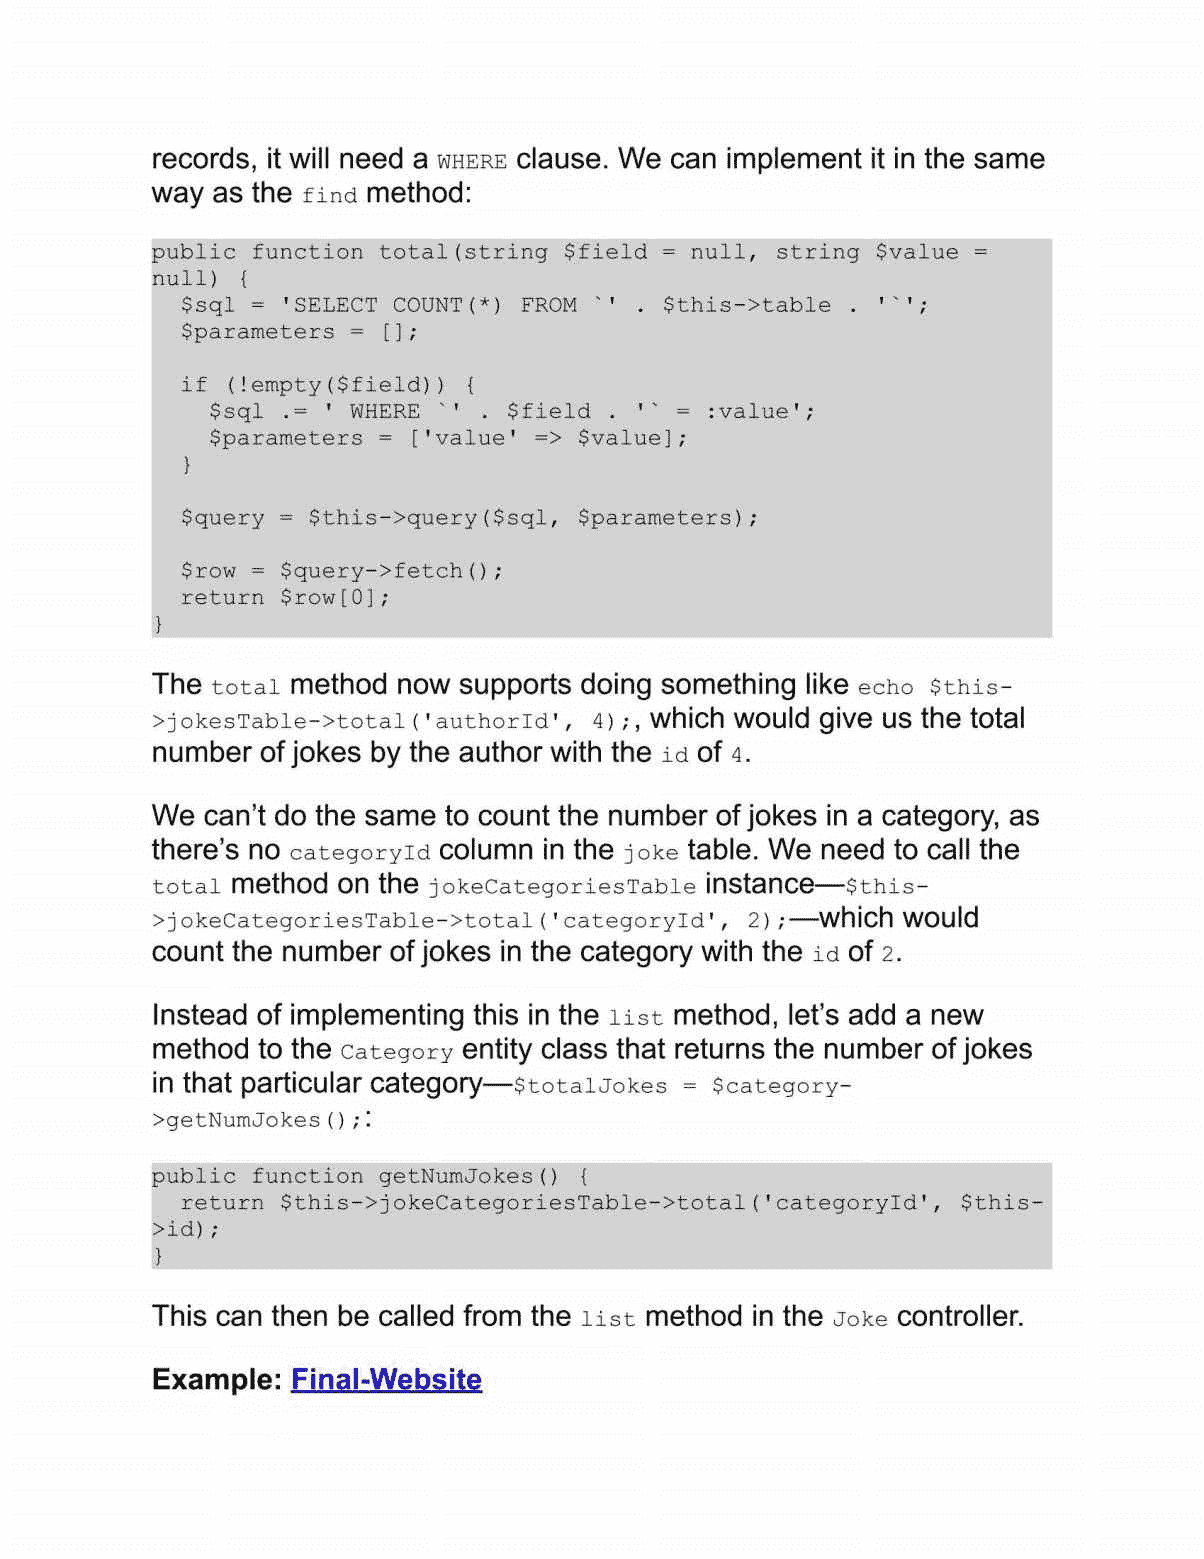 records, it will need a WHERE clause. We can implement it in the same
way as the find method:
public function total(string $field = null, string $value =
null) {
  $sql = 'SELECT COUNT(*) FROM `' . $this->table . '`';
  $parameters = [];

  if (!empty($field)) {
    $sql .= ' WHERE `' . $field . '` = :value';
    $parameters = ['value' => $value];
  }

  $query = $this->query($sql, $parameters);

  $row = $query->fetch();
  return $row[0];
}
The total method now supports doing something like echo $this-
>jokesTable->total('authorId', 4);, which would give us the total
number of jokes by the author with the id of 4.
We can’t do the same to count the number of jokes in a category, as
there’s no categoryId column in the joke table. We need to call the
total method on the jokeCategoriesTable instance—$this-
>jokeCategoriesTable->total('categoryId', 2);—which would
count the number of jokes in the category with the id of 2.
Instead of implementing this in the list method, let’s add a new
method to the Category entity class that returns the number of jokes
in that particular category—$totalJokes = $category-
>getNumJokes();:
public function getNumJokes() {
  return $this->jokeCategoriesTable->total('categoryId', $this-
>id);
}
This can then be called from the list method in the Joke controller.
Example: Final-Website